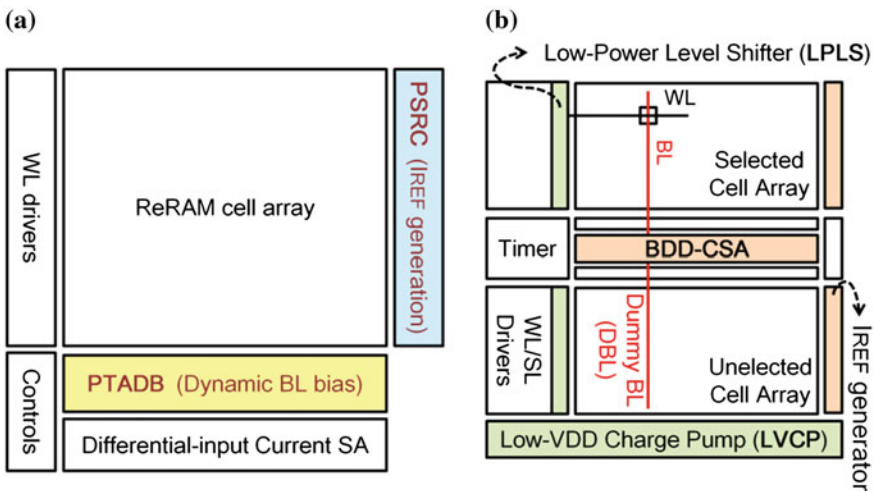 (a)
WL drivers
ReRAM cell array
PSRC (IREF generation)
Controls
PTADB (Dynamic BL bias)
Differential-input Current SA
(b)
Low-Power Level Shifter (LPLS)
WL
BL
Selected
Cell Array
Timer
BDD-CSA
WL/SL
Drivers
Dummy BL
(DBL)
Unelected
Cell Array
IREF generator
Low-VDD Charge Pump (LVCP)